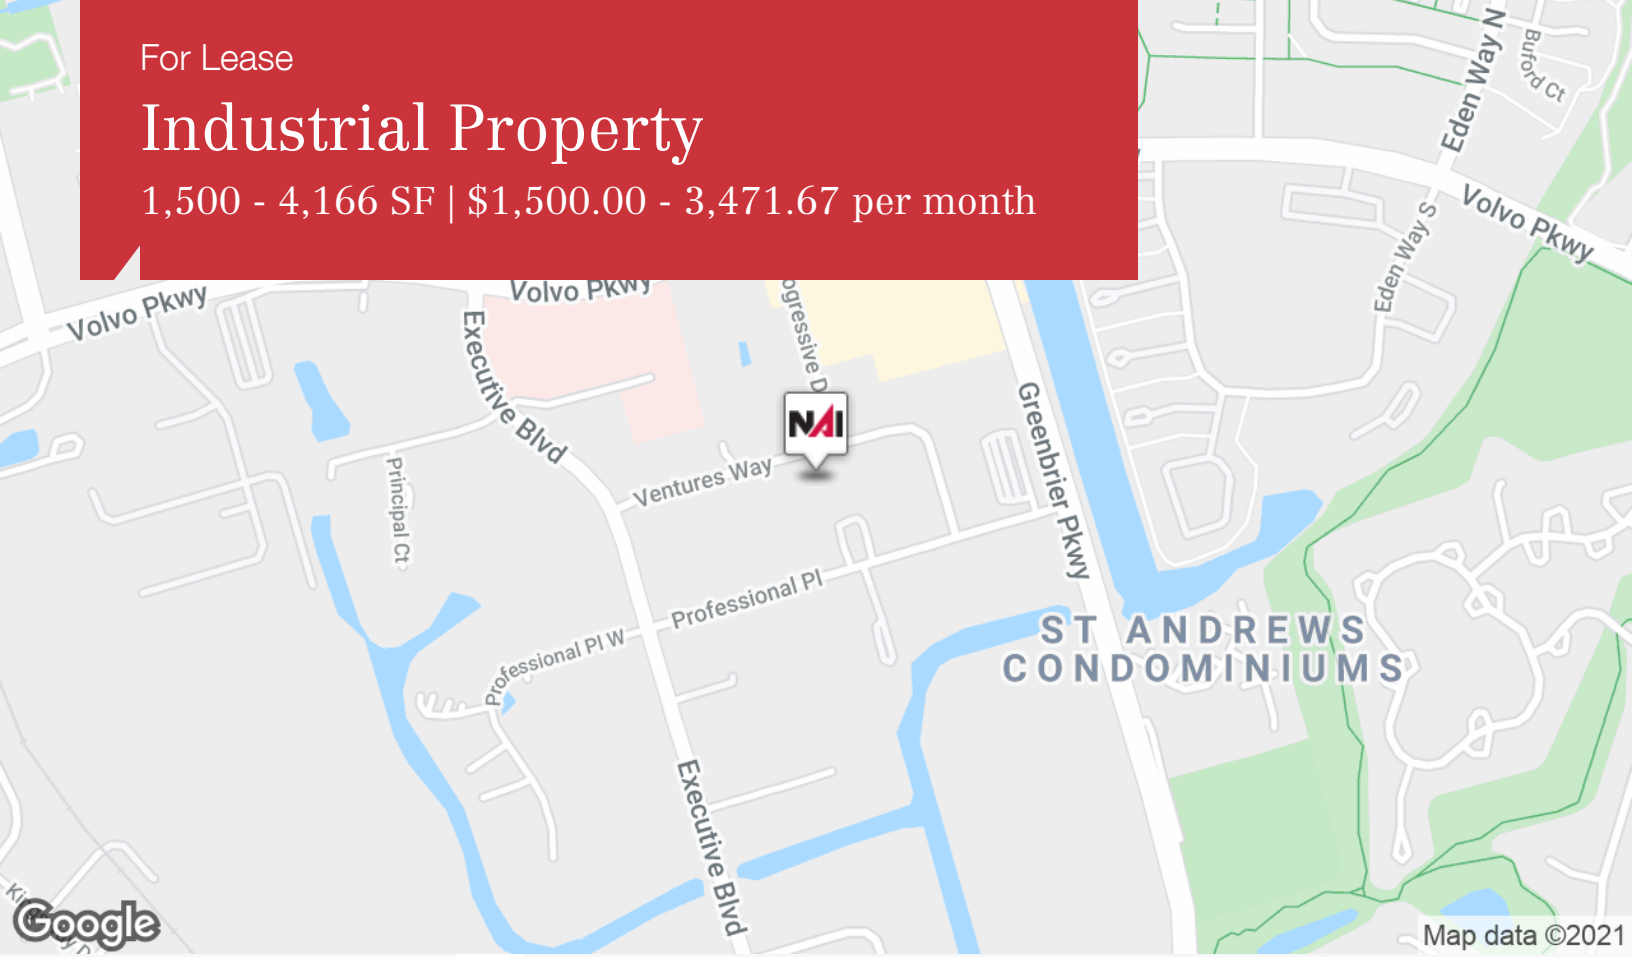 For Lease
Industrial Property
1,500 - 4,166 SF | $1,500.00 - 3,471.67 per month
Eden Way N
Buford Ct
Volvo Pkwy
Eden Way S
Volvo Pkwy
Volvo Pkwy
Executive Blvd
NAI
Greenbrier Pkwy
Ventures Way
Principal Ct
Professional Pl
Professional Pl W
ST ANDREWS
CONDOMINIUMS
Executive Blvd
Google
Map data ©2021